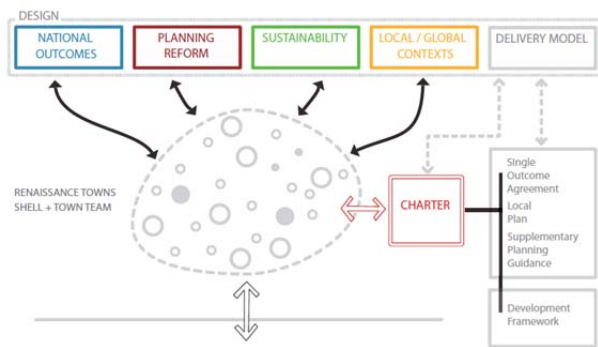 DESIGN
NATIONAL
OUTCOMES
PLANNING
REFORM
SUSTAINABILITY
LOCAL / GLOBAL
CONTEXTS
DELIVERY MODEL
RENAISSANCE TOWNS
SHELL + TOWN TEAM
CHARTER
Single
Outcome
Agreement
Local
Plan
Supplementary
Planning
Guidance
Development
Framework